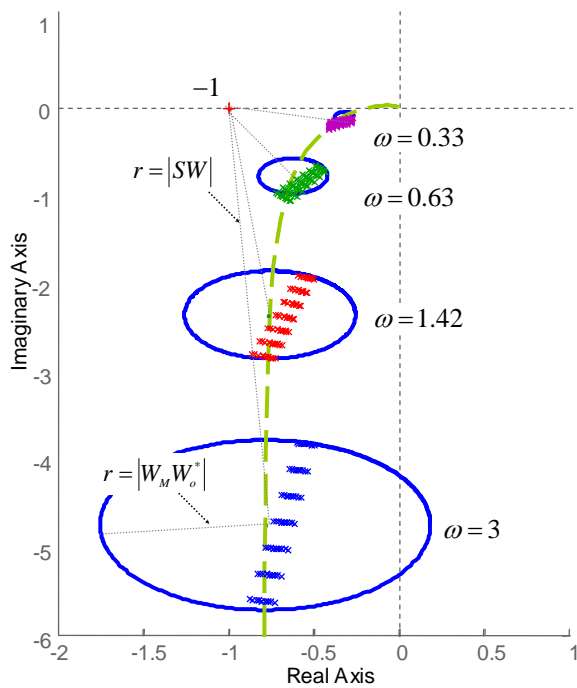 1
0
-1
-2
-3
-4
-5
-6
Imaginary Axis
−1
r = |SW|
r = |W_M W_o^*|
ω = 0.33
ω = 0.63
ω = 1.42
ω = 3
-2
-1.5
-1
-0.5
0
0.5
1
Real Axis